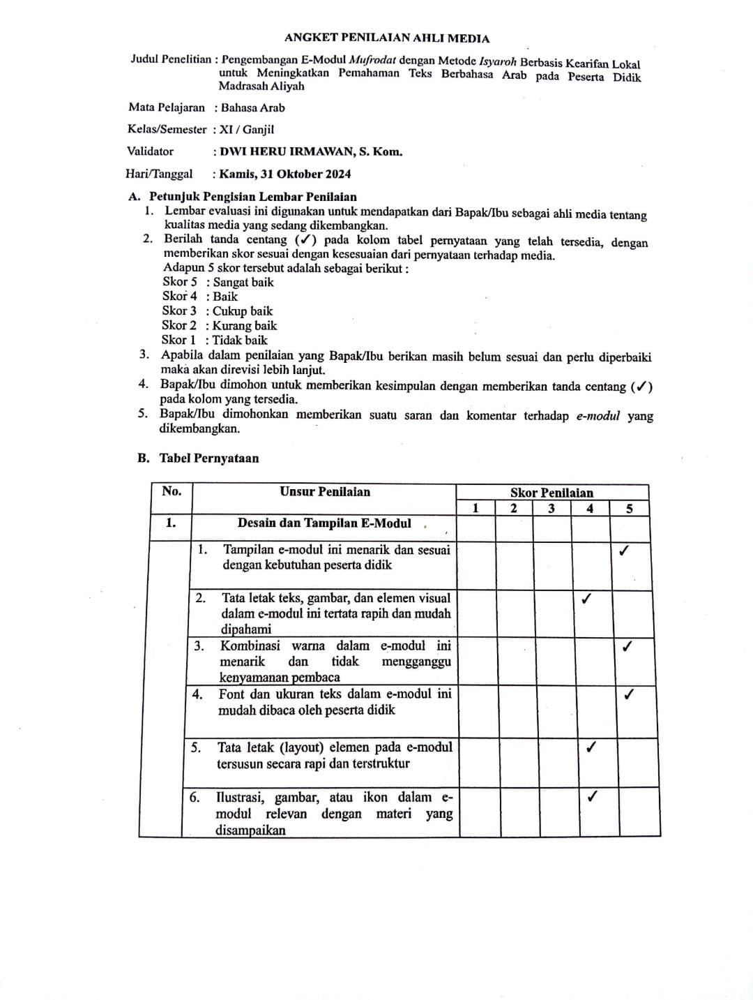 ANGKET PENILAIAN AHLI MEDIA
Judul Penelitian : Pengembangan E-Modul Mufrodat dengan Metode Isyaroh Berbasis Kearifan Lokal
untuk Meningkatkan Pemahaman Teks Berbahasa Arab pada Peserta Didik
Madrasah Aliyah
Mata Pelajaran : Bahasa Arab
Kelas/Semester : XI / Ganjil
Validator : DWI HERU IRMAWAN, S. Kom.
Hari/Tanggal : Kamis, 31 Oktober 2024
A. Petunjuk Pengisian Lembar Penilaian
1. Lembar evaluasi ini digunakan untuk mendapatkan dari Bapak/Ibu sebagai ahli media tentang
kualitas media yang sedang dikembangkan.
2. Berilah tanda centang (✓) pada kolom tabel pernyataan yang telah tersedia, dengan
memberikan skor sesuai dengan kesesuaian dari pernyataan terhadap media.
Adapun 5 skor tersebut adalah sebagai berikut :
Skor 5 : Sangat baik
Skor 4 : Baik
Skor 3 : Cukup baik
Skor 2 : Kurang baik
Skor 1 : Tidak baik
3. Apabila dalam penilaian yang Bapak/Ibu berikan masih belum sesuai dan perlu diperbaiki
maka akan direvisi lebih lanjut.
4. Bapak/Ibu dimohon untuk memberikan kesimpulan dengan memberikan tanda centang (✓)
pada kolom yang tersedia.
5. Bapak/Ibu dimohonkan memberikan suatu saran dan komentar terhadap e-modul yang
dikembangkan.
B. Tabel Pernyataan
No. Unsur Penilaian Skor Penilaian
1 2 3 4 5
1. Desain dan Tampilan E-Modul
1. Tampilan e-modul ini menarik dan sesuai ✓
dengan kebutuhan peserta didik
2. Tata letak teks, gambar, dan elemen visual ✓
dalam e-modul ini tertata rapih dan mudah
dipahami
3. Kombinasi warna dalam e-modul ini ✓
menarik dan tidak mengganggu
kenyamanan pembaca
4. Font dan ukuran teks dalam e-modul ini ✓
mudah dibaca oleh peserta didik
5. Tata letak (layout) elemen pada e-modul ✓
tersusun secara rapi dan terstruktur
6. Ilustrasi, gambar, atau ikon dalam e- ✓
modul relevan dengan materi yang
disampaikan